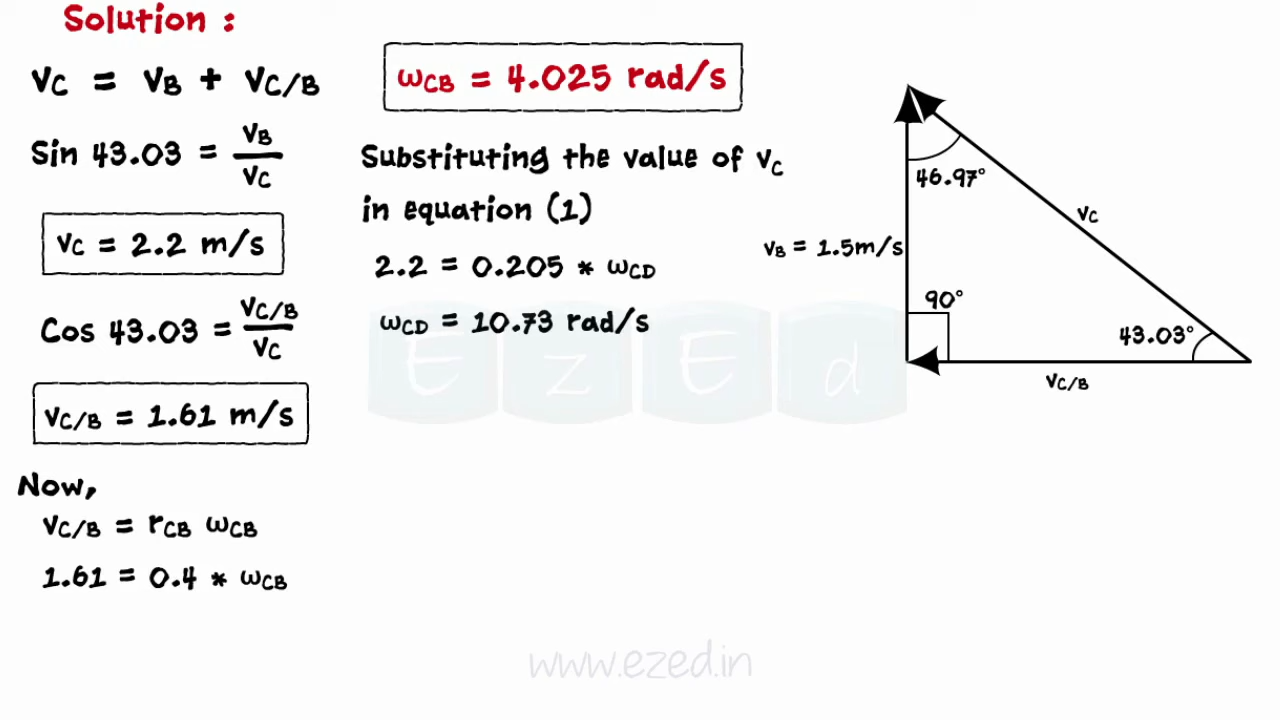 Solution :
vC = vB + vC/B
Sin 43.03 = vB/vC
vC = 2.2 m/s
Cos 43.03 = vC/B/vC
vC/B = 1.61 m/s
Now,
vC/B = rCB ωCB
1.61 = 0.4 * ωCB
ωCB = 4.025 rad/s
Substituting the value of vC
in equation (1)
2.2 = 0.205 * ωCD
ωCD = 10.73 rad/s
46.97°
vC
vB = 1.5m/s
90°
43.03°
vC/B
EzEd
www.ezed.in